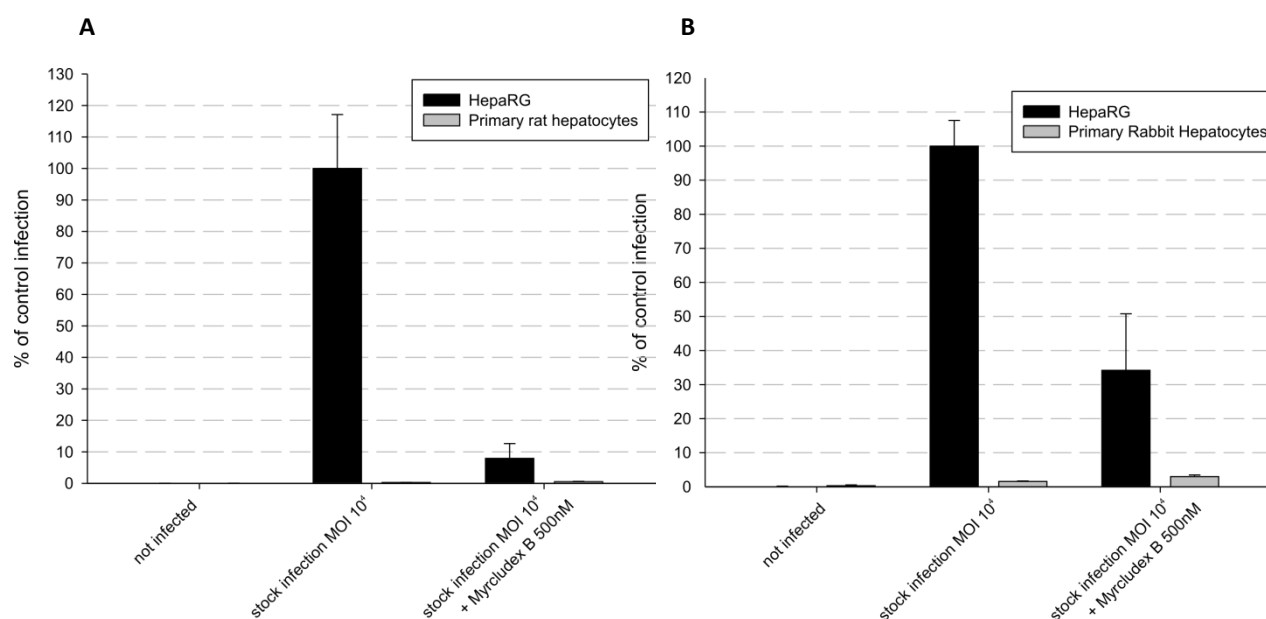 A
130
120
110
100
90
80
70
60
50
40
30
20
10
0
% of control infection
HepaRG
Primary rat hepatocytes
not infected
stock infection MOI 10⁴
stock infection MOI 10⁴
+ Myrcludex B 500nM
B
120
110
100
90
80
70
60
50
40
30
20
10
0
% of control infection
HepaRG
Primary Rabbit Hepatocytes
not infected
stock infection MOI 10⁴
stock infection MOI 10⁴
+ Myrcludex B 500nM